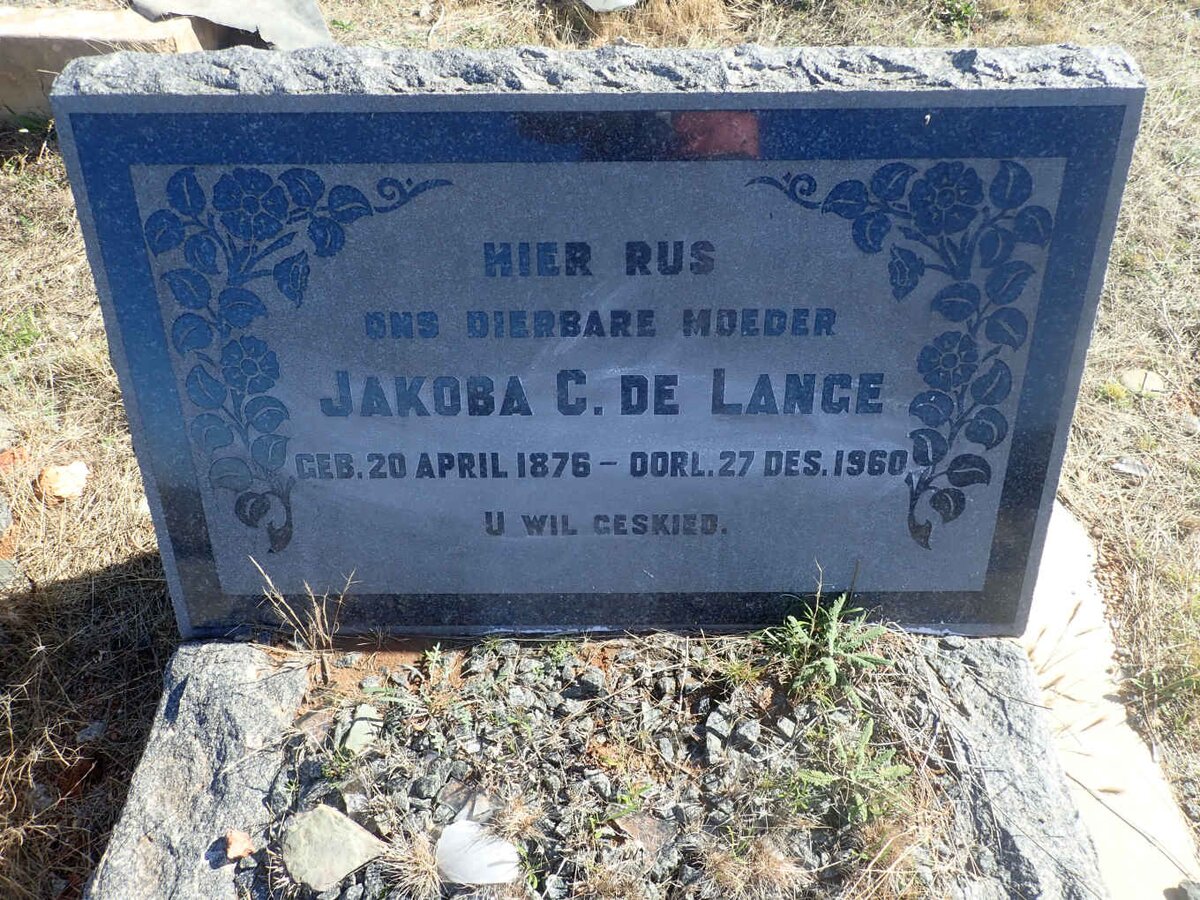 HIER RUS
ONS DIERBARE MOEDER
JAKOBA C. DE LANGE
GEB. 20 APRIL 1876 – OORL. 27 DES. 1960
U WIL GESKIED.